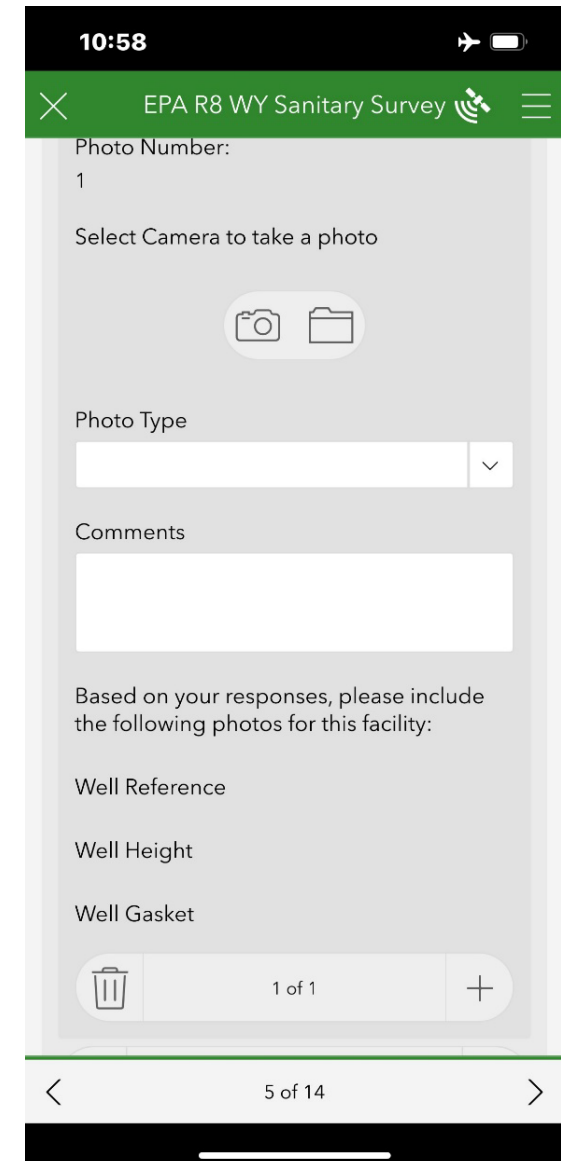 10:58
EPA R8 WY Sanitary Survey
Photo Number:
1
Select Camera to take a photo
Photo Type
Comments
Based on your responses, please include
the following photos for this facility:
Well Reference
Well Height
Well Gasket
1 of 1
5 of 14